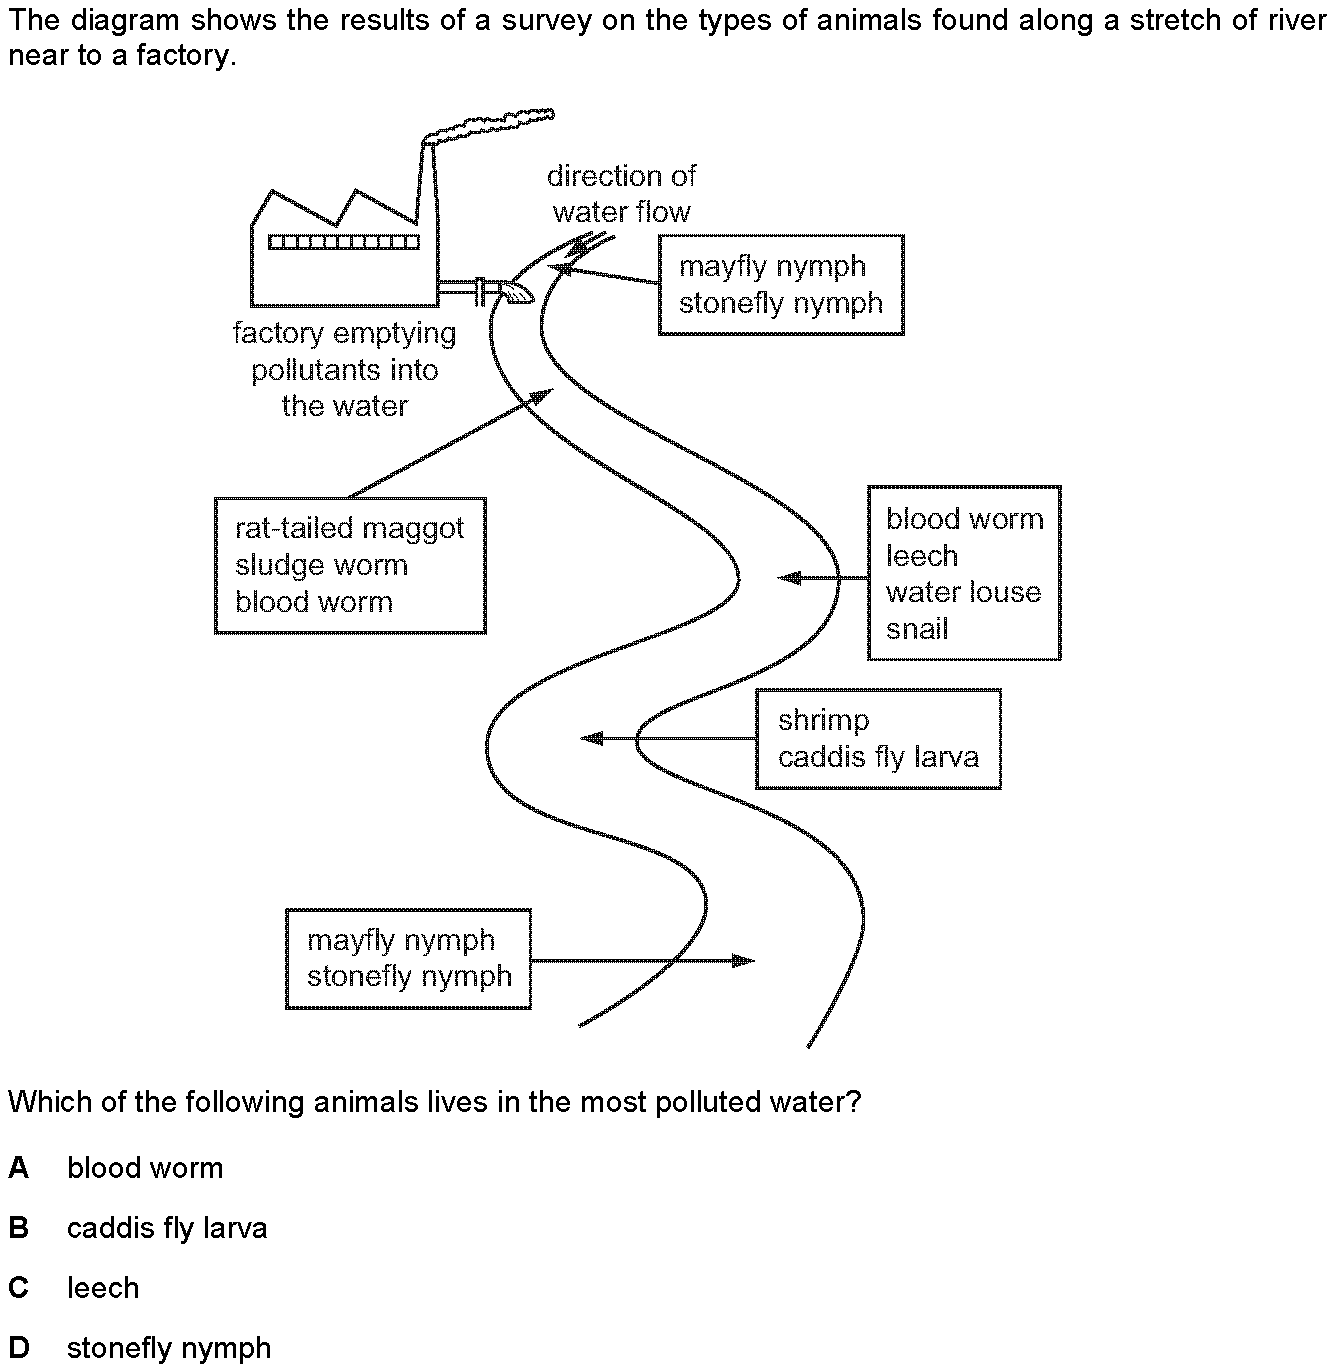 The diagram shows the results of a survey on the types of animals found along a stretch of river
near to a factory.
direction of
water flow
mayfly nymph
stonefly nymph
factory emptying
pollutants into
the water
rat-tailed maggot
sludge worm
blood worm
blood worm
leech
water louse
snail
shrimp
caddis fly larva
mayfly nymph
stonefly nymph
Which of the following animals lives in the most polluted water?
A blood worm
B caddis fly larva
C leech
D stonefly nymph